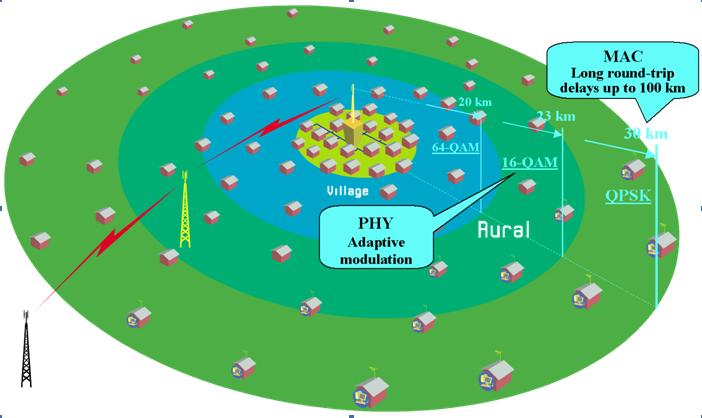 MAC
Long round-trip
delays up to 100 km
20 km
23 km
30 km
64-QAM
16-QAM
QPSK
Village
PHY
Adaptive
modulation
Rural